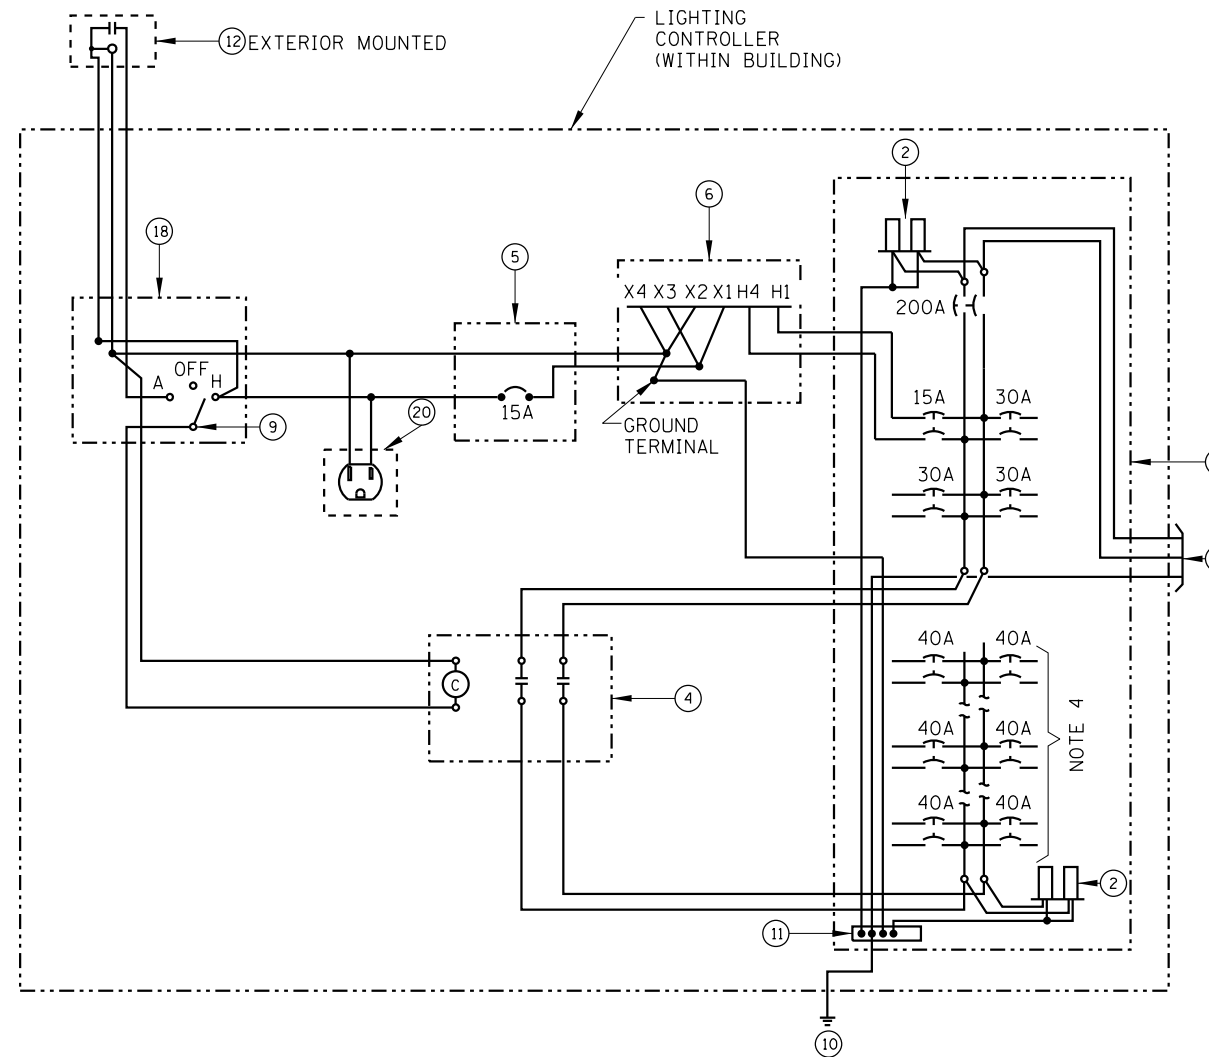 LIGHTING
CONTROLLER
(WITHIN BUILDING)
12 EXTERIOR MOUNTED
2
6
18
5
X4 X3 X2 X1 H4 H1
200A
OFF
A H
15A
20
9
GROUND
TERMINAL
15A 30A
30A 30A
40A 40A
C
4
NOTE 4
40A 40A
40A 40A
2
11
10